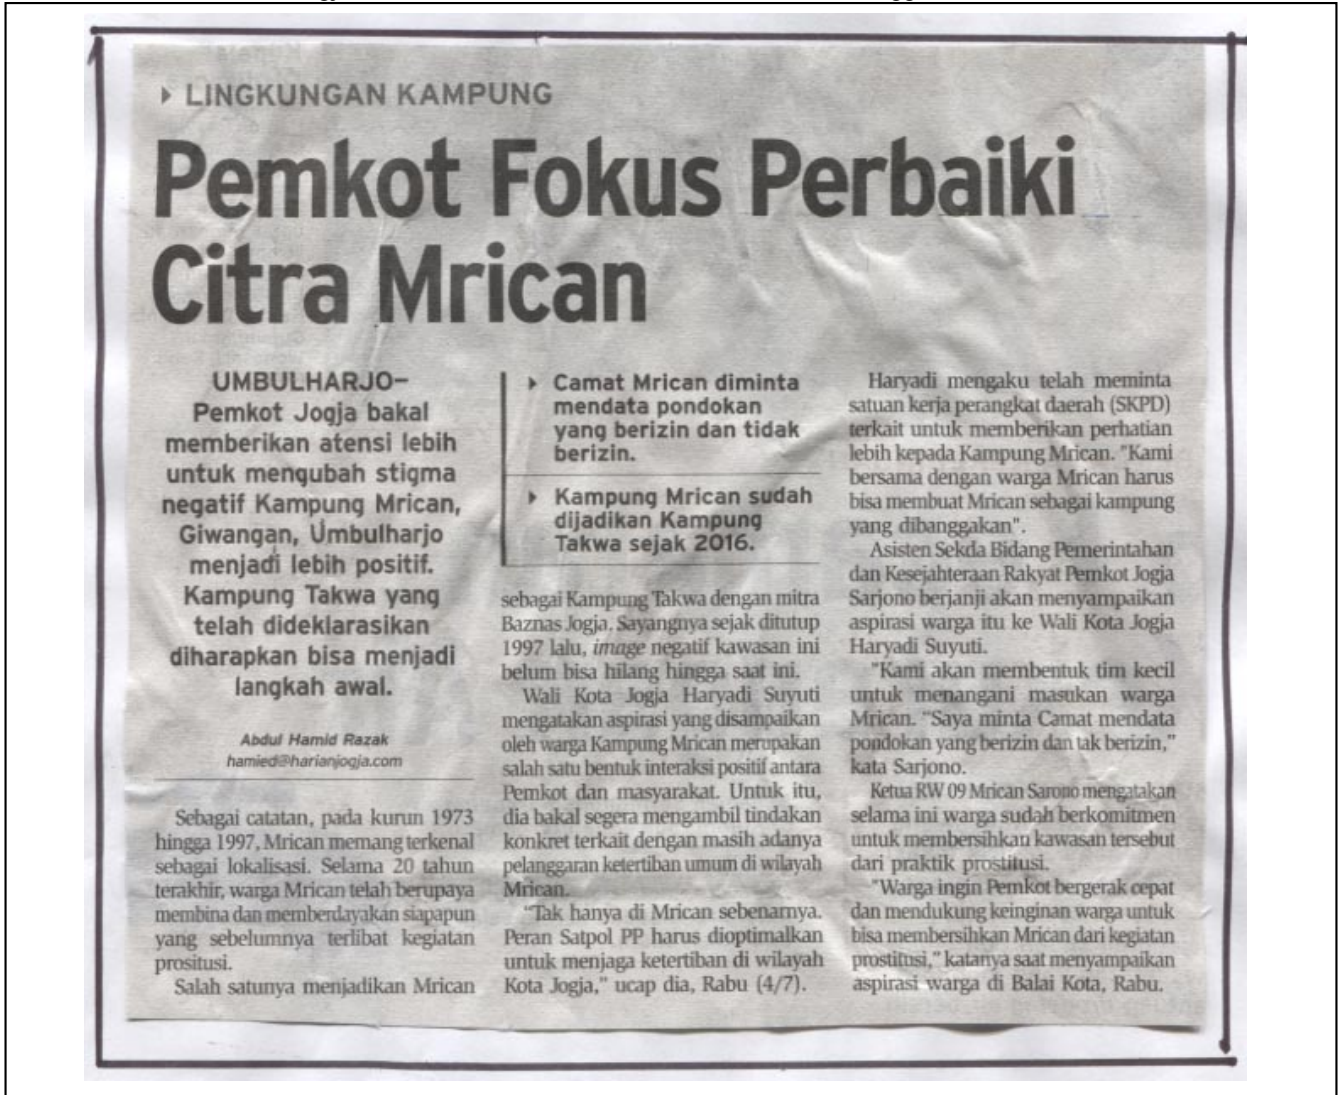 LINGKUNGAN KAMPUNG
Pemkot Fokus Perbaiki
Citra Mrican
UMBULHARJO–
Pemkot Jogja bakal
memberikan atensi lebih
untuk mengubah stigma
negatif Kampung Mrican,
Giwangan, Umbulharjo
menjadi lebih positif.
Kampung Takwa yang
telah dideklarasikan
diharapkan bisa menjadi
langkah awal.
Abdul Hamid Razak
hamied@harianjogja.com
Sebagai catatan, pada kurun 1973
hingga 1997, Mrican memang terkenal
sebagai lokalisasi. Selama 20 tahun
terakhir, warga Mrican telah berupaya
membina dan memberdayakan siapapun
yang sebelumnya terlibat kegiatan
prositusi.
Salah satunya menjadikan Mrican
Camat Mrican diminta
mendata pondokan
yang berizin dan tidak
berizin.
Kampung Mrican sudah
dijadikan Kampung
Takwa sejak 2016.
sebagai Kampung Takwa dengan mitra
Baznas Jogja. Sayangnya sejak ditutup
1997 lalu, image negatif kawasan ini
belum bisa hilang hingga saat ini.
Wali Kota Jogja Haryadi Suyuti
mengatakan aspirasi yang disampaikan
oleh warga Kampung Mrican merupakan
salah satu bentuk interaksi positif antara
Pemkot dan masyarakat. Untuk itu,
dia bakal segera mengambil tindakan
konkret terkait dengan masih adanya
pelanggaran ketertiban umum di wilayah
Mrican.
"Tak hanya di Mrican sebenarnya.
Peran Satpol PP harus dioptimalkan
untuk menjaga ketertiban di wilayah
Kota Jogja," ucap dia, Rabu (4/7).
Haryadi mengaku telah meminta
satuan kerja perangkat daerah (SKPD)
terkait untuk memberikan perhatian
lebih kepada Kampung Mrican. "Kami
bersama dengan warga Mrican harus
bisa membuat Mrican sebagai kampung
yang dibanggakan".
Asisten Sekda Bidang Pemerintahan
dan Kesejahteraan Rakyat Pemkot Jogja
Sarjono berjanji akan menyampaikan
aspirasi warga itu ke Wali Kota Jogja
Haryadi Suyuti.
"Kami akan membentuk tim kecil
untuk menangani masukan warga
Mrican. "Saya minta Camat mendata
pondokan yang berizin dan tak berizin,"
kata Sarjono.
Ketua RW 09 Mrican Sarono mengatakan
selama ini warga sudah berkomitmen
untuk membersihkan kawasan tersebut
dari praktik prostitusi.
"Warga ingin Pemkot bergerak cepat
dan mendukung keinginan warga untuk
bisa membersihkan Mrican dari kegiatan
prostitusi," katanya saat menyampaikan
aspirasi warga di Balai Kota, Rabu.